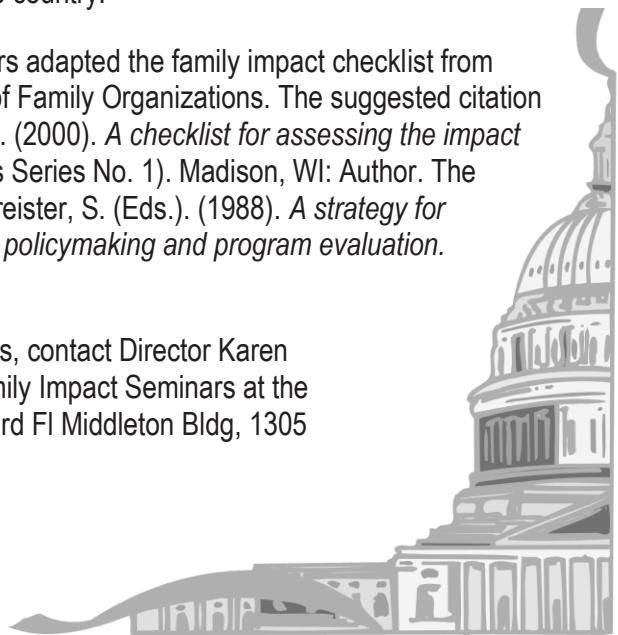 country.
rs adapted the family impact checklist from
of Family Organizations. The suggested citation
. (2000). A checklist for assessing the impact
s Series No. 1). Madison, WI: Author. The
reister, S. (Eds.). (1988). A strategy for
policymaking and program evaluation.
s, contact Director Karen
mily Impact Seminars at the
rd Fl Middleton Bldg, 1305